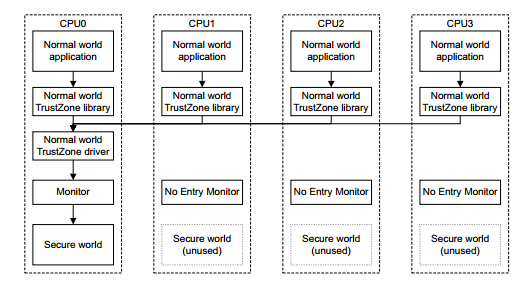 CPU0
CPU1
CPU2
CPU3
Normal world
application
Normal world
application
Normal world
application
Normal world
application
Normal world
TrustZone library
Normal world
TrustZone library
Normal world
TrustZone library
Normal world
TrustZone library
Normal world
TrustZone driver
Monitor
No Entry Monitor
No Entry Monitor
No Entry Monitor
Secure world
Secure world
(unused)
Secure world
(unused)
Secure world
(unused)